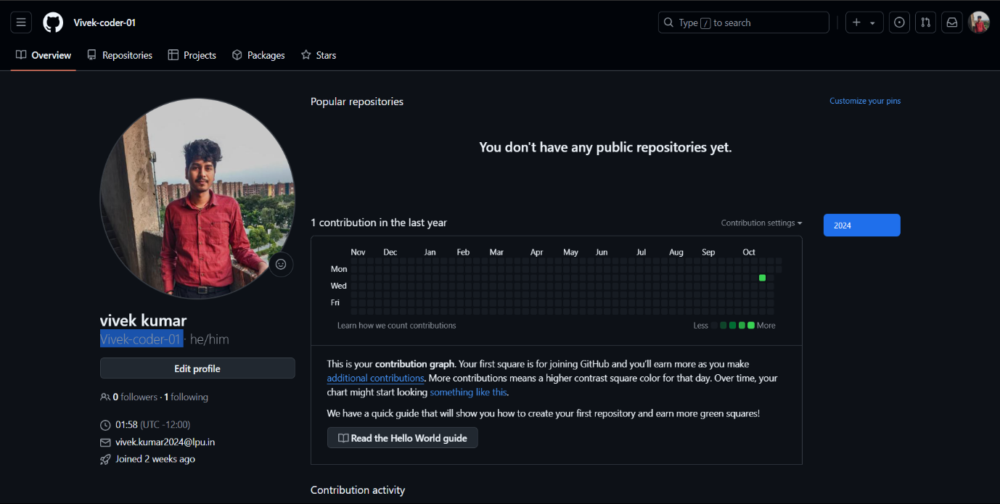 Vivek-coder-01
Type / to search
Overview
Repositories
Projects
Packages
Stars
Popular repositories
Customize your pins
You don't have any public repositories yet.
1 contribution in the last year
Contribution settings
2024
Nov Dec Jan Feb Mar Apr May Jun Jul Aug Sep Oct
Mon
Wed
Fri
Learn how we count contributions
Less
More
This is your contribution graph. Your first square is for joining GitHub and you'll earn more as you make
additional contributions. More contributions means a higher contrast square color for that day. Over time, your
chart might start looking something like this.
We have a quick guide that will show you how to create your first repository and earn more green squares!
Read the Hello World guide
Contribution activity
vivek kumar
Vivek-coder-01 · he/him
Edit profile
0 followers · 1 following
01:58 (UTC -12:00)
vivek.kumar2024@lpu.in
Joined 2 weeks ago